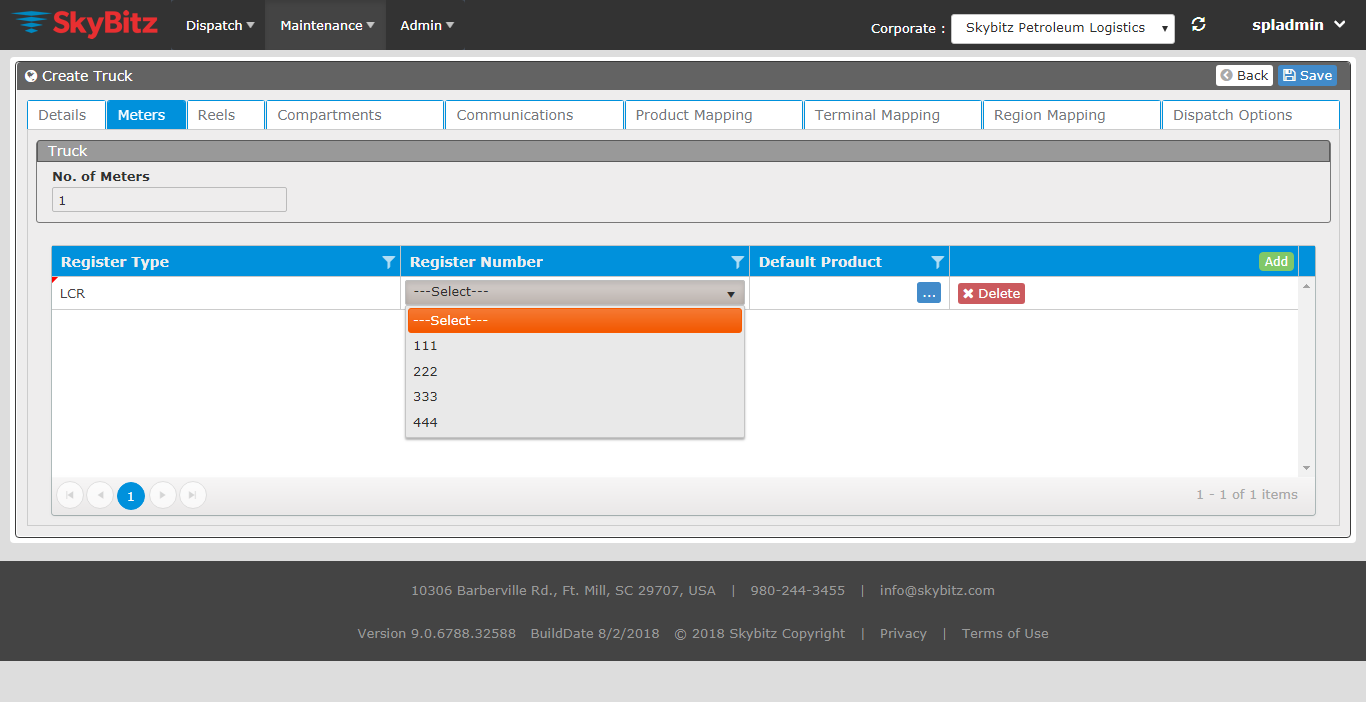 SkyBitz Dispatch Maintenance Admin Corporate : Skybitz Petroleum Logistics spladmin
Create Truck Back Save
Details Meters Reels Compartments Communications Product Mapping Terminal Mapping Region Mapping Dispatch Options
Truck
No. of Meters
1
Register Type Register Number Default Product Add
LCR ---Select--- ... Delete
---Select---
111
222
333
444
1 1 - 1 of 1 items
10306 Barberville Rd., Ft. Mill, SC 29707, USA | 980-244-3455 | info@skybitz.com
Version 9.0.6788.32588 BuildDate 8/2/2018 © 2018 Skybitz Copyright | Privacy | Terms of Use